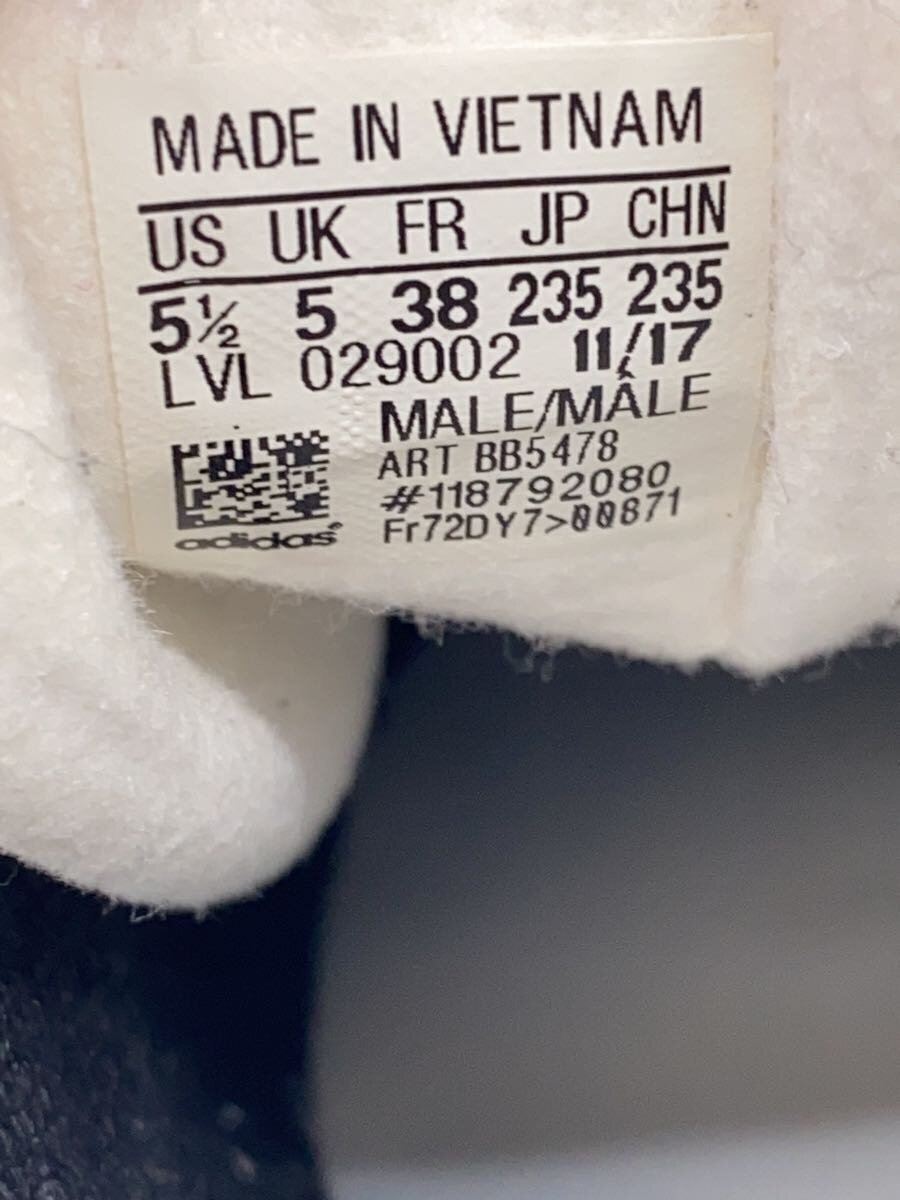 MADE IN VIETNAM
US UK FR JP CHN
5½ 5 38 235 235
LVL 029002 11/17
MALE/MÂLE
ART BB5478
#118792080
Fr72DY7>00871
adidas®